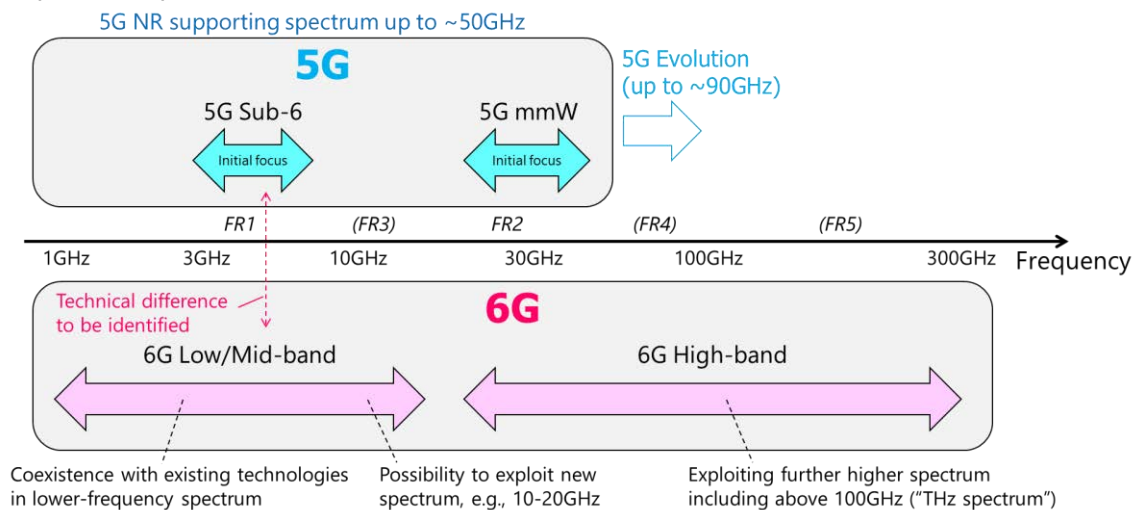 5G NR supporting spectrum up to ~50GHz
5G
5G Evolution
(up to ~90GHz)
5G Sub-6
5G mmW
Initial focus
Initial focus
FR1
(FR3)
FR2
(FR4)
(FR5)
1GHz
3GHz
10GHz
30GHz
100GHz
300GHz
Frequency
Technical difference
to be identified
6G
6G Low/Mid-band
6G High-band
Coexistence with existing technologies
in lower-frequency spectrum
Possibility to exploit new
spectrum, e.g., 10-20GHz
Exploiting further higher spectrum
including above 100GHz ("THz spectrum")